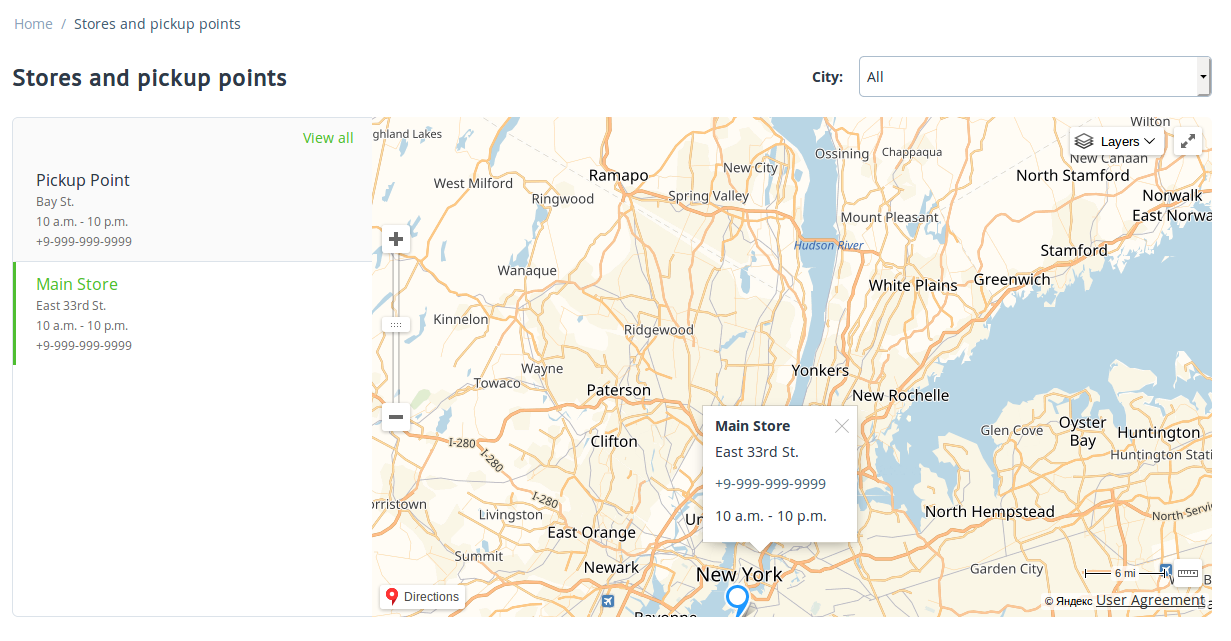 Home / Stores and pickup points
Stores and pickup points
City:
All
View all
Pickup Point
Bay St.
10 a.m. - 10 p.m.
+9-999-999-9999
Main Store
East 33rd St.
10 a.m. - 10 p.m.
+9-999-999-9999
ghland Lakes
Wilton
Layers
Ossining
Chappaqua
New Canaan
New City
Ramapo
North Stamford
West Milford
Spring Valley
Norwalk
Ringwood
Mount Pleasant
East Norwa
Hudson River
Stamford
Wanaque
Greenwich
White Plains
Kinnelon
Ridgewood
Wayne
Yonkers
Towaco
Paterson
New Rochelle
Main Store
East 33rd St.
+9-999-999-9999
10 a.m. - 10 p.m.
Oyster
Bay
Glen Cove
Huntington
I-280
Clifton
Huntington Stati
I-280
I-280
orristown
Livingston
North Hempstead
North Servic
Un
East Orange
Summit
Newark
New York
Garden City
6 mi
Directions
© Яндекс User Agreement
Bayonne